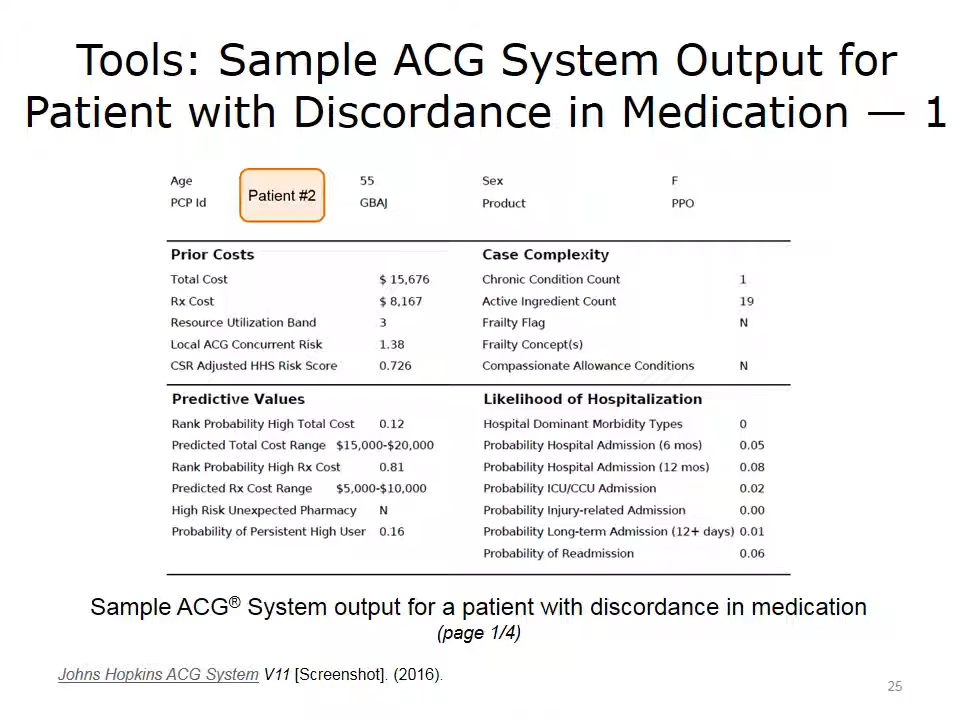 Tools: Sample ACG System Output for
Patient with Discordance in Medication — 1
Age 55 Sex F
Patient #2
PCP Id GBAJ Product PPO
Prior Costs
Total Cost $ 15,676
Rx Cost $ 8,167
Resource Utilization Band 3
Local ACG Concurrent Risk 1.38
CSR Adjusted HHS Risk Score 0.726
Case Complexity
Chronic Condition Count 1
Active Ingredient Count 19
Frailty Flag N
Frailty Concept(s)
Compassionate Allowance Conditions N
Predictive Values
Rank Probability High Total Cost 0.12
Predicted Total Cost Range $15,000-$20,000
Rank Probability High Rx Cost 0.81
Predicted Rx Cost Range $5,000-$10,000
High Risk Unexpected Pharmacy N
Probability of Persistent High User 0.16
Likelihood of Hospitalization
Hospital Dominant Morbidity Types 0
Probability Hospital Admission (6 mos) 0.05
Probability Hospital Admission (12 mos) 0.08
Probability ICU/CCU Admission 0.02
Probability Injury-related Admission 0.00
Probability Long-term Admission (12+ days) 0.01
Probability of Readmission 0.06
Sample ACG® System output for a patient with discordance in medication
(page 1/4)
Johns Hopkins ACG System V11 [Screenshot]. (2016).
25